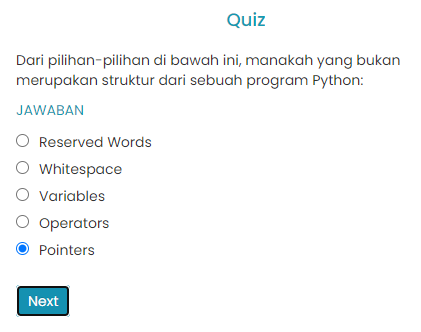 Quiz
Dari pilihan-pilihan di bawah ini, manakah yang bukan
merupakan struktur dari sebuah program Python:
JAWABAN
Reserved Words
Whitespace
Variables
Operators
Pointers
Next